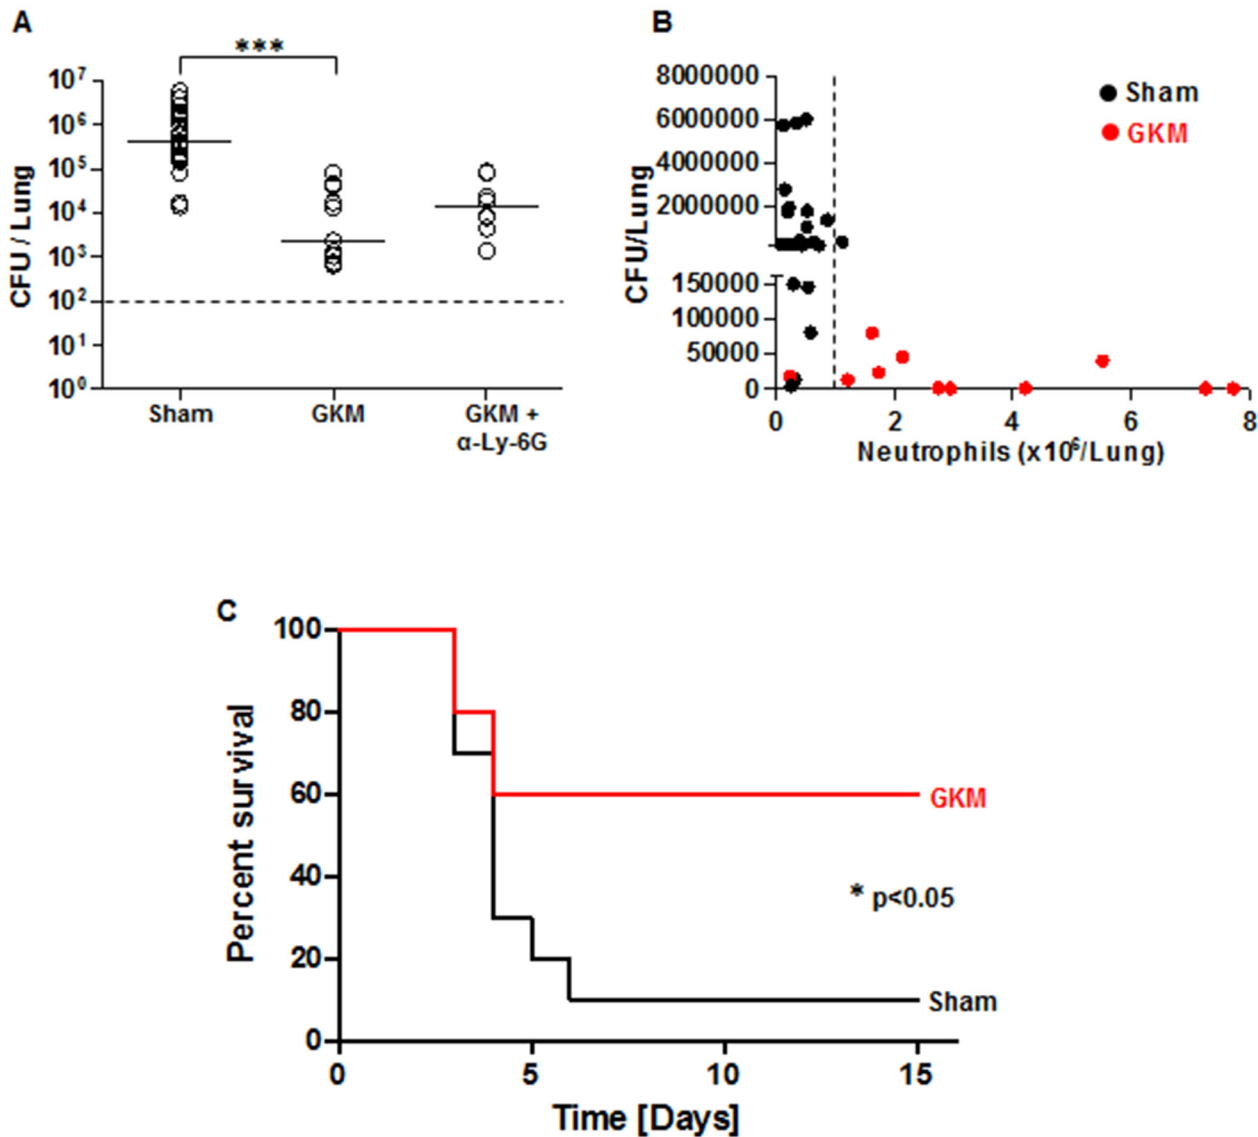 A
***
10⁷
10⁶
10⁵
10⁴
10³
10²
10¹
10⁰
CFU / Lung
Sham
GKM
GKM +
α-Ly-6G
B
8000000
6000000
4000000
2000000
150000
100000
50000
0
CFU/Lung
Sham
GKM
0
2
4
6
8
Neutrophils (x10⁶/Lung)
C
100
80
60
40
20
0
Percent survival
GKM
* p<0.05
Sham
0
5
10
15
Time [Days]